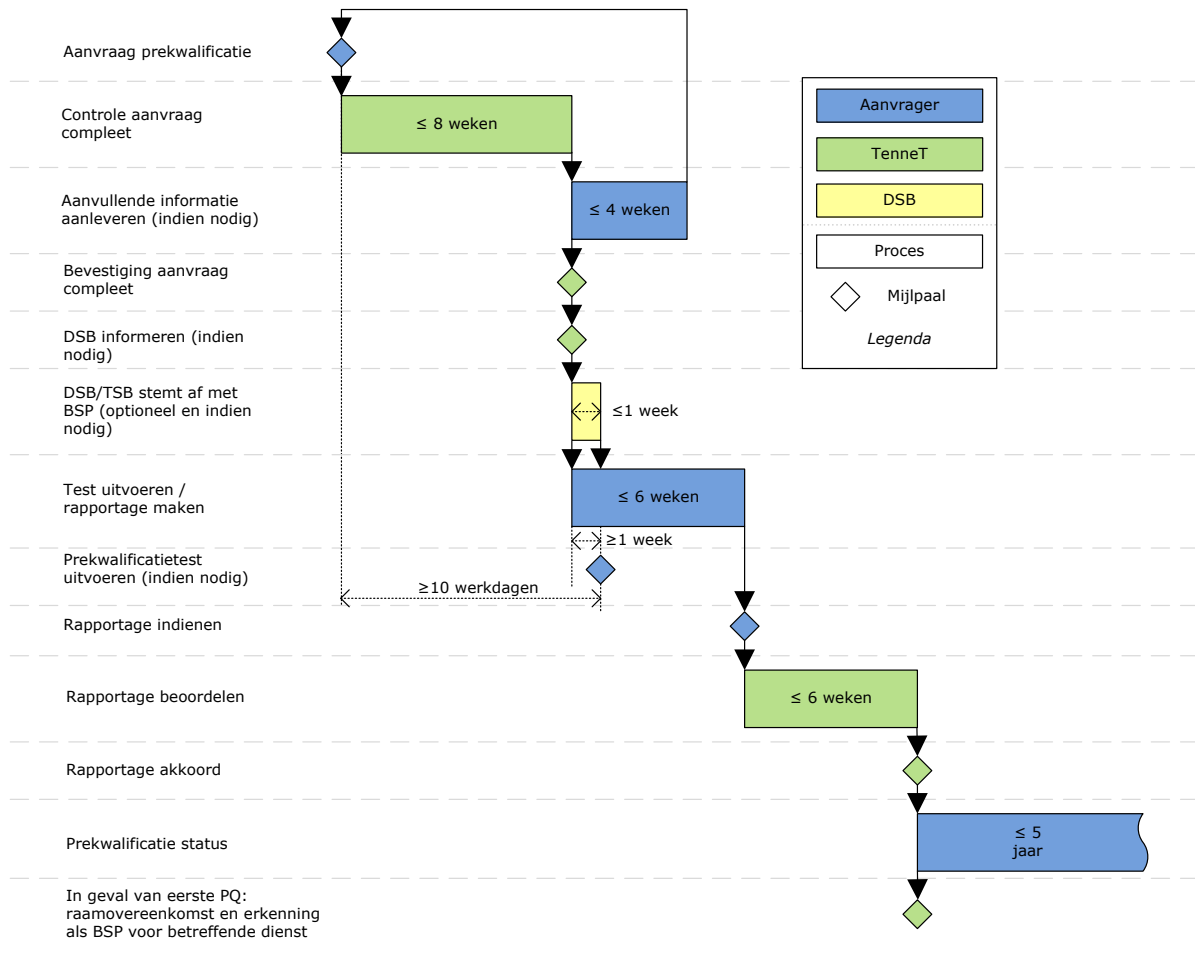 Aanvraag prekwalificatie
Controle aanvraag
compleet
≤ 8 weken
Aanvullende informatie
aanleveren (indien nodig)
≤ 4 weken
Bevestiging aanvraag
compleet
DSB informeren (indien
nodig)
DSB/TSB stemt af met
BSP (optioneel en indien
nodig)
≤1 week
Test uitvoeren /
rapportage maken
≤ 6 weken
≥1 week
Prekwalificatietest
uitvoeren (indien nodig)
≥10 werkdagen
Rapportage indienen
Rapportage beoordelen
≤ 6 weken
Rapportage akkoord
Prekwalificatie status
≤ 5
jaar
In geval van eerste PQ:
raamovereenkomst en erkenning
als BSP voor betreffende dienst
Aanvrager
TenneT
DSB
Proces
Mijlpaal
Legenda